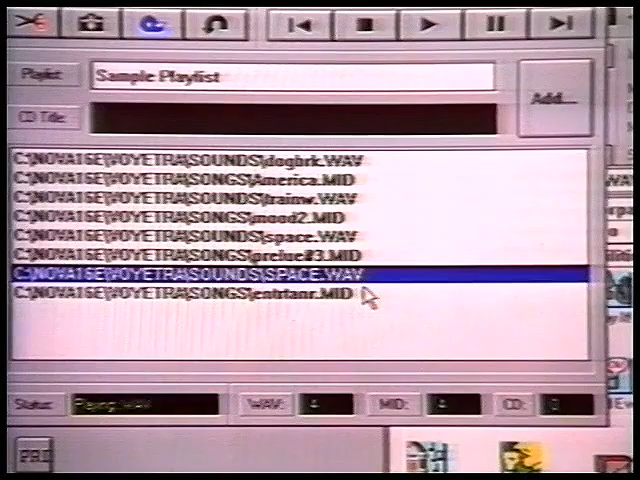 Playlist: Sample Playlist
Add...
CD Title:
C:\NOVA16E\VOYETRA\SOUNDS\dogbrk.WAV
C:\NOVA16E\VOYETRA\SONGS\America.MID
C:\NOVA16E\VOYETRA\SOUNDS\trainw.WAV
C:\NOVA16E\VOYETRA\SONGS\mood2.MID
C:\NOVA16E\VOYETRA\SOUNDS\space.WAV
C:\NOVA16E\VOYETRA\SONGS\prelue#3.MID
C:\NOVA16E\VOYETRA\SOUNDS\SPACE.WAV
C:\NOVA16E\VOYETRA\SONGS\entrtanr.MID
Status: Playing WAV WAV: 4 MID: 4 CD: 0